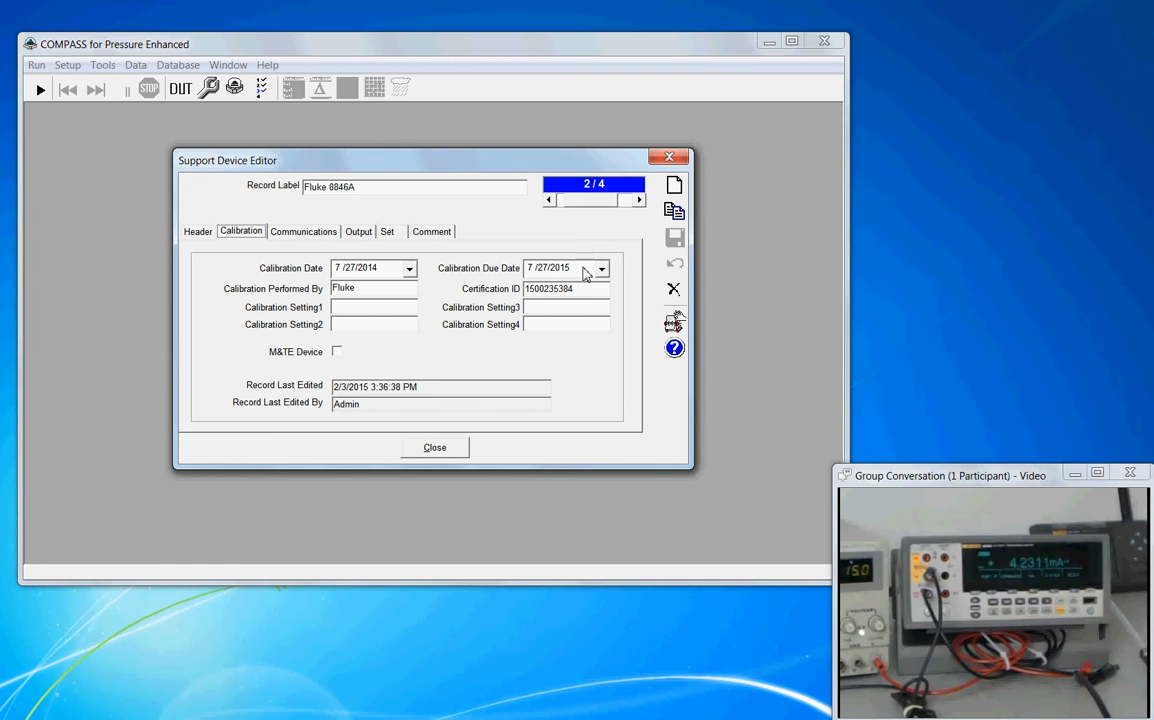 COMPASS for Pressure Enhanced
Run Setup Tools Data Database Window Help
STOP DUT
Support Device Editor
Record Label Fluke 8846A 2 / 4
Header Calibration Communications Output Set Comment
Calibration Date 7 /27/2014 Calibration Due Date 7 /27/2015
Calibration Performed By Fluke Certification ID 1500235384
Calibration Setting1 Calibration Setting3
Calibration Setting2 Calibration Setting4
M&TE Device
Record Last Edited 2/3/2015 3:36:38 PM
Record Last Edited By Admin
Close
Group Conversation (1 Participant) - Video
4.2311mA
15.0